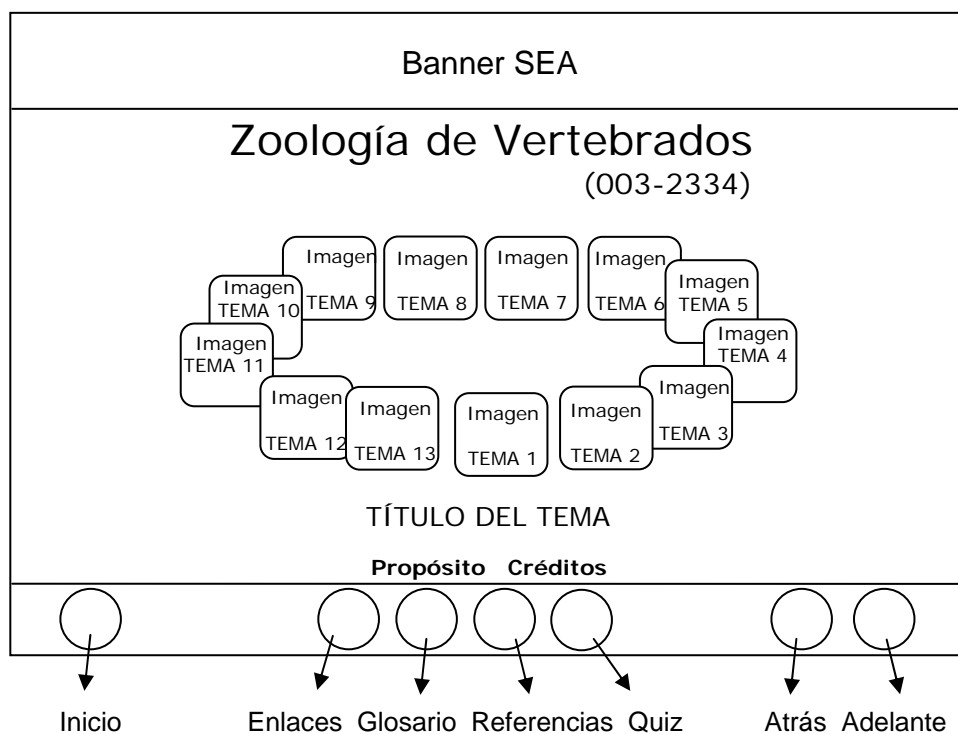 Banner SEA
Zoología de Vertebrados
(003-2334)
Imagen
TEMA 9
Imagen
TEMA 8
Imagen
TEMA 7
Imagen
TEMA 6
Imagen
TEMA 5
Imagen
TEMA 10
Imagen
TEMA 11
Imagen
TEMA 4
Imagen
TEMA 12
Imagen
TEMA 13
Imagen
TEMA 1
Imagen
TEMA 2
Imagen
TEMA 3
TÍTULO DEL TEMA
Propósito Créditos
Inicio Enlaces Glosario Referencias Quiz Atrás Adelante